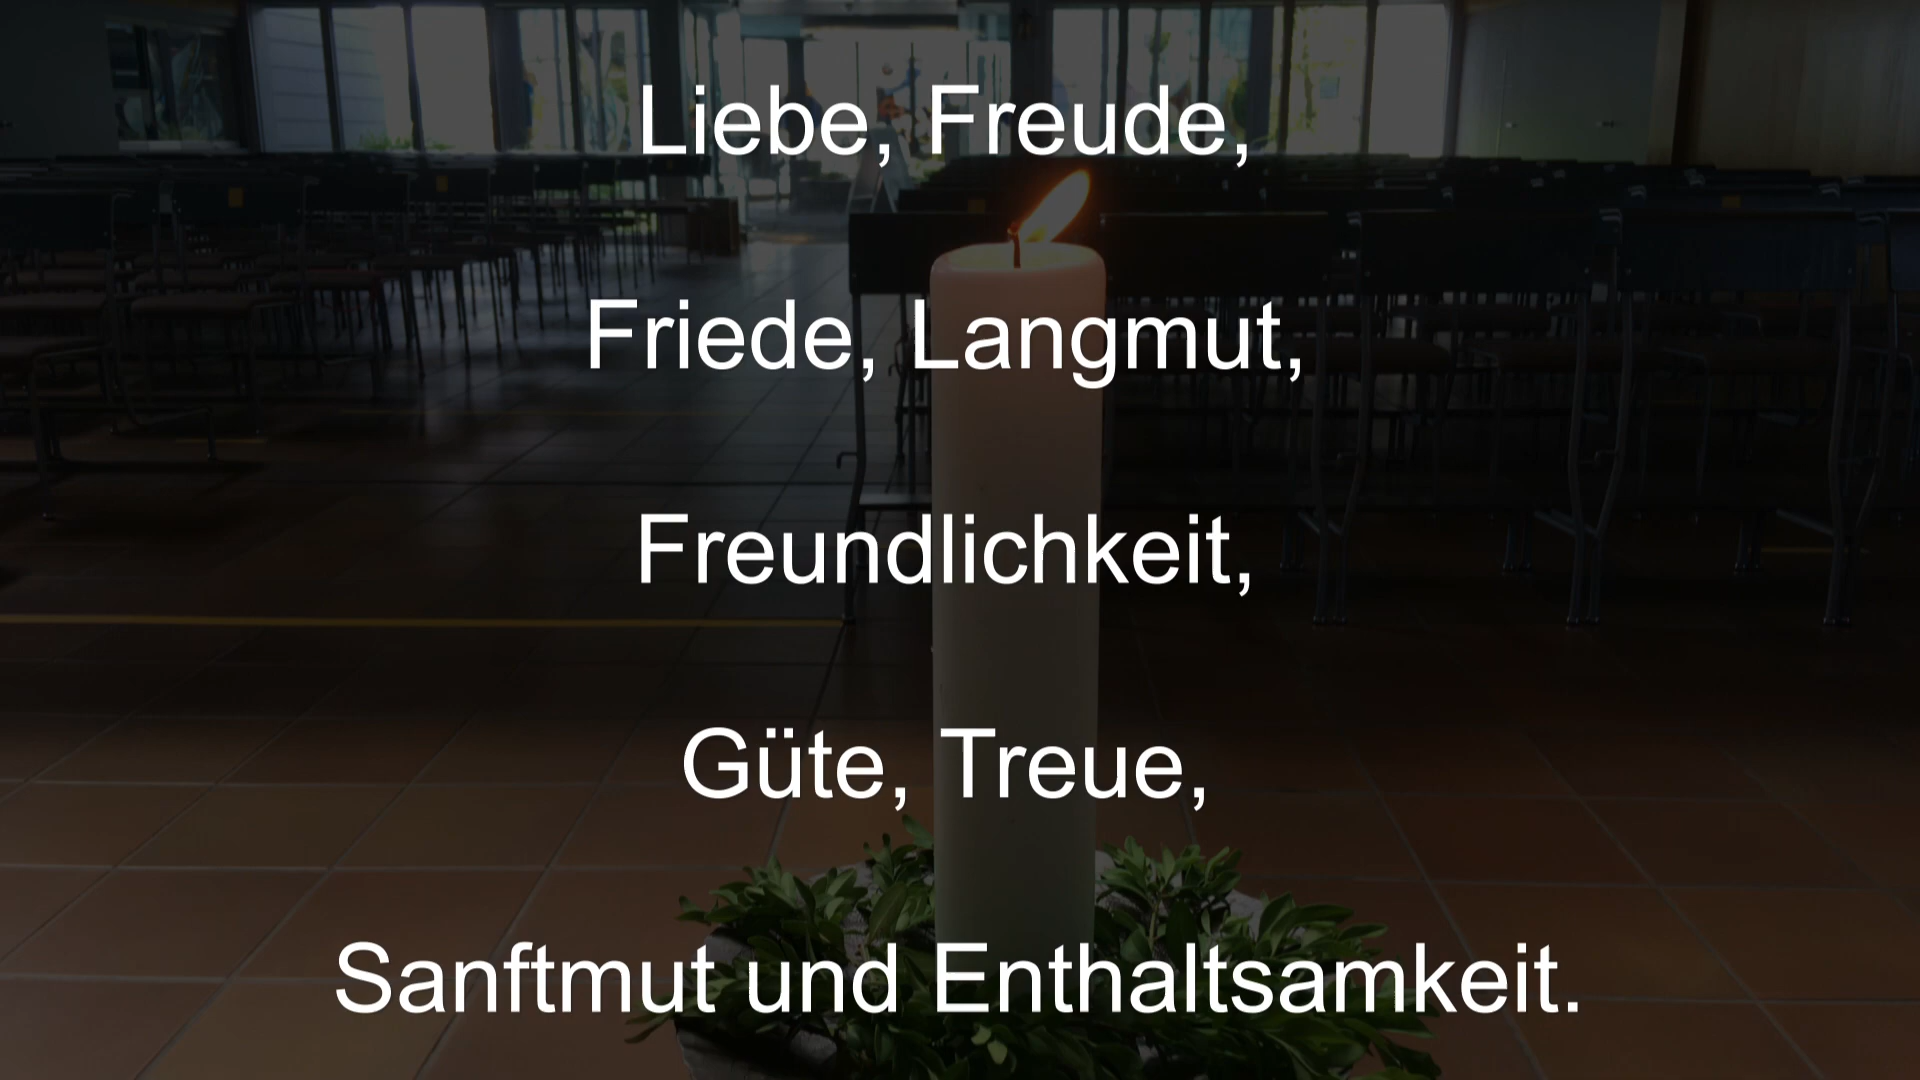 Liebe, Freude,
Friede, Langmut,
Freundlichkeit,
Güte, Treue,
Sanftmut und Enthaltsamkeit.